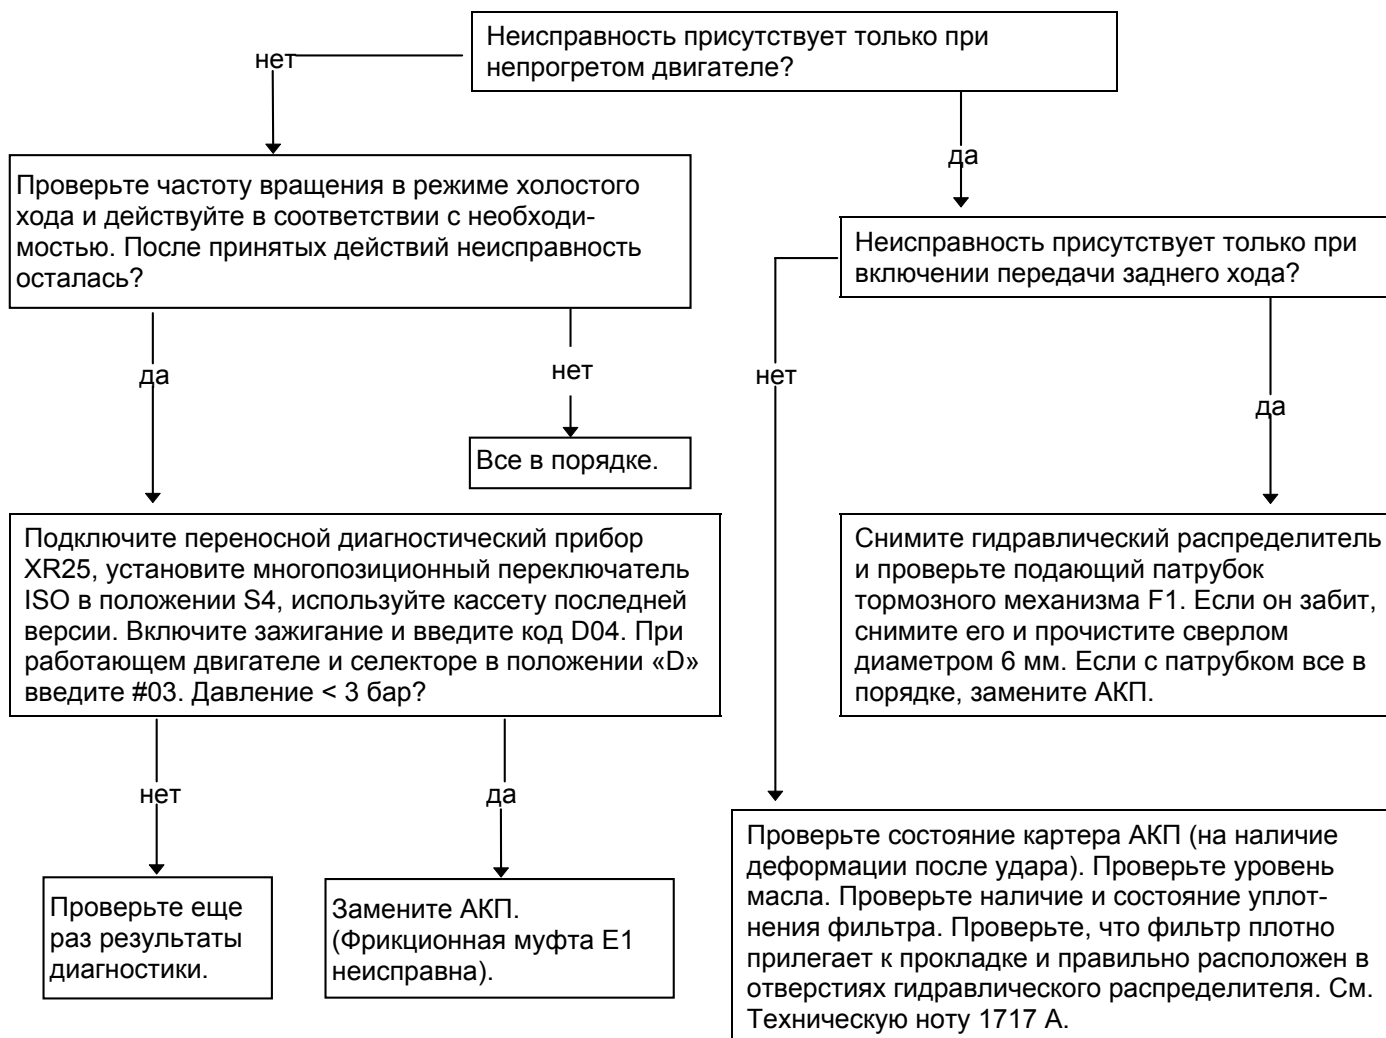 Неисправность присутствует только при
непрогретом двигателе?
нет
да
Проверьте частоту вращения в режиме холостого
хода и действуйте в соответствии с необходи-
мостью. После принятых действий неисправность
осталась?
Неисправность присутствует только при
включении передачи заднего хода?
да
нет
нет
да
Все в порядке.
Подключите переносной диагностический прибор
XR25, установите многопозиционный переключатель
ISO в положении S4, используйте кассету последней
версии. Включите зажигание и введите код D04. При
работающем двигателе и селекторе в положении «D»
введите #03. Давление < 3 бар?
Снимите гидравлический распределитель
и проверьте подающий патрубок
тормозного механизма F1. Если он забит,
снимите его и прочистите сверлом
диаметром 6 мм. Если с патрубком все в
порядке, замените АКП.
нет
да
Проверьте еще
раз результаты
диагностики.
Замените АКП.
(Фрикционная муфта E1
неисправна).
Проверьте состояние картера АКП (на наличие
деформации после удара). Проверьте уровень
масла. Проверьте наличие и состояние уплот-
нения фильтра. Проверьте, что фильтр плотно
прилегает к прокладке и правильно расположен в
отверстиях гидравлического распределителя. См.
Техническую ноту 1717 А.